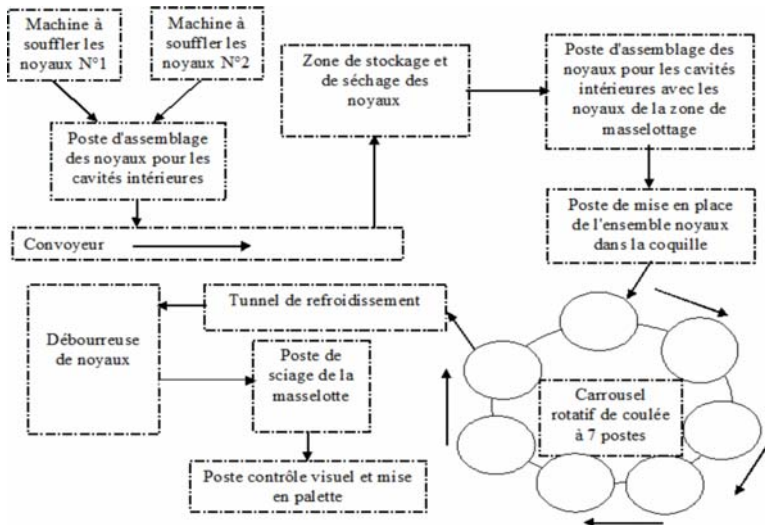 Machine à
souffler les
noyaux N°1
Machine à
souffler les
noyaux N°2
Poste d'assemblage
des noyaux pour les
cavités intérieures
Convoyeur
Zone de stockage et
de séchage des
noyaux
Poste d'assemblage des
noyaux pour les cavités
intérieures avec les
noyaux de la zone de
masselottage
Poste de mise en place
de l'ensemble noyaux
dans la coquille
Carrousel
rotatif de coulée
à 7 postes
Tunnel de refroidissement
Débourreuse
de noyaux
Poste de
sciage de la
masselotte
Poste contrôle visuel et mise
en palette